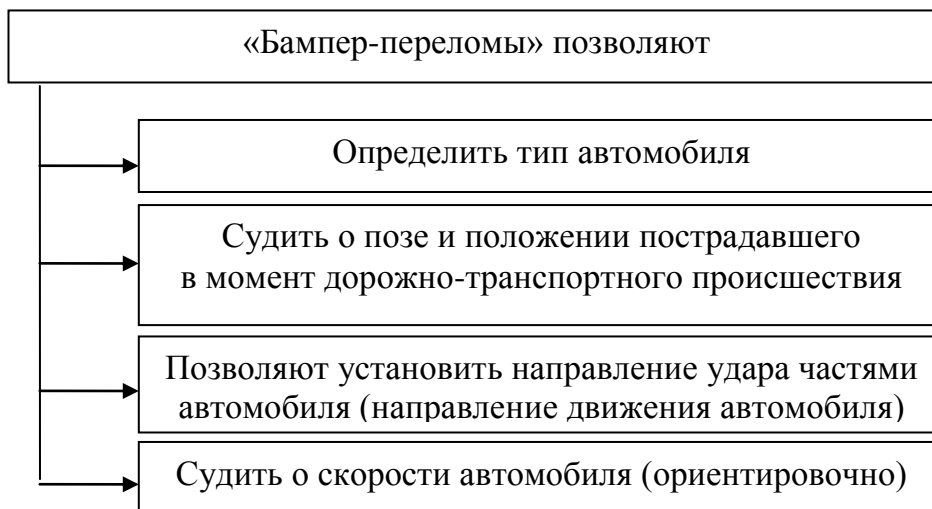 «Бампер-переломы» позволяют
Определить тип автомобиля
Судить о позе и положении пострадавшего
в момент дорожно-транспортного происшествия
Позволяют установить направление удара частями
автомобиля (направление движения автомобиля)
Судить о скорости автомобиля (ориентировочно)